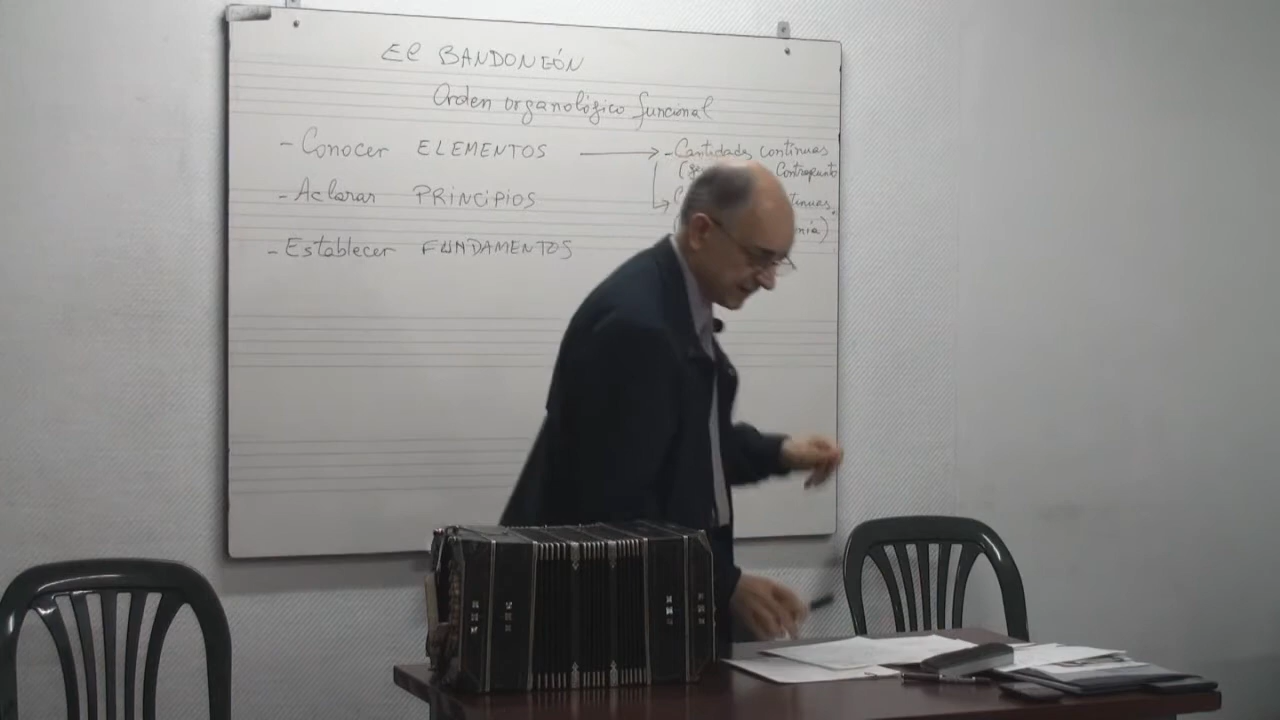 El BANDONEÓN
Orden organológico funcional
- Conocer ELEMENTOS → - Cantidades continuas
Contrapunto
- Aclarar PRINCIPIOS
- Establecer FUNDAMENTOS